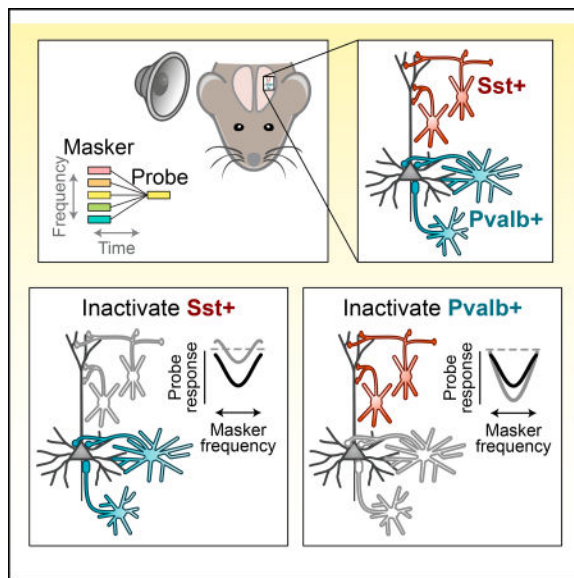 Masker
Probe
Frequency
Time
Sst+
Pvalb+
Inactivate Sst+
Probe
response
Masker
frequency
Inactivate Pvalb+
Probe
response
Masker
frequency